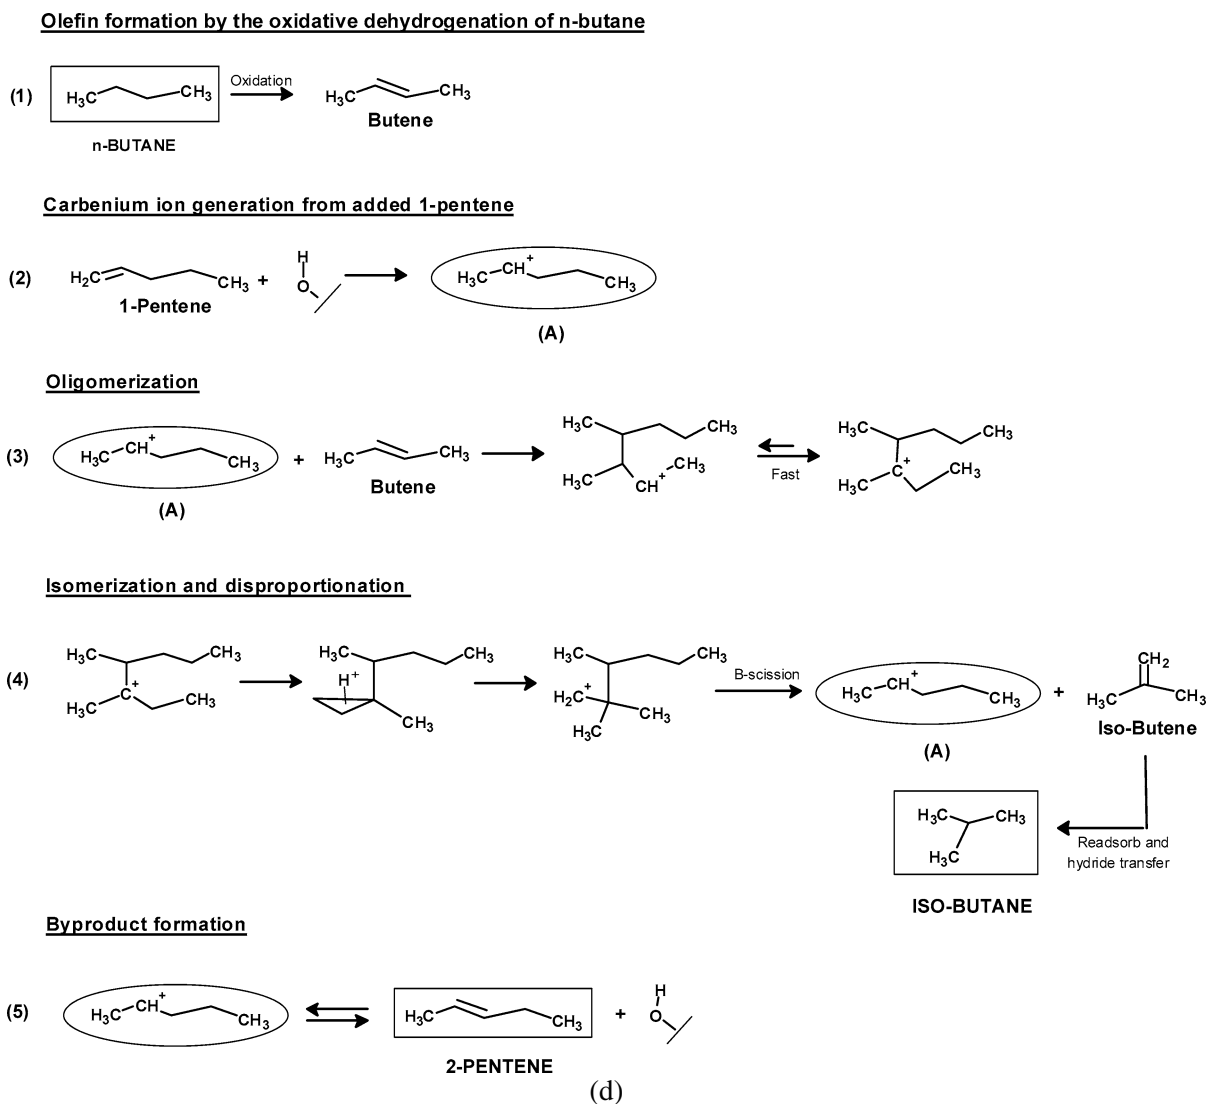 Olefin formation by the oxidative dehydrogenation of n-butane
(1) H3C CH3 Oxidation H3C CH3
Butene
n-BUTANE
Carbenium ion generation from added 1-pentene
(2) H2C CH3 + H O H3C CH+ CH3
1-Pentene
(A)
Oligomerization
(3) H3C CH+ CH3 + H3C CH3 H3C CH3 H3C CH+ CH3 Fast H3C CH3 H3C C+ CH3
Butene
(A)
Isomerization and disproportionation
(4) H3C CH3 H3C C+ CH3 H3C CH3 H+ CH3 H3C CH3 H2C+ CH3 H3C B-scission H3C CH+ CH3 + CH2 H3C CH3
Iso-Butene
(A)
H3C CH3
H3C
Readsorb and
hydride transfer
ISO-BUTANE
Byproduct formation
(5) H3C CH+ CH3 H3C CH3 + H O
2-PENTENE
(d)